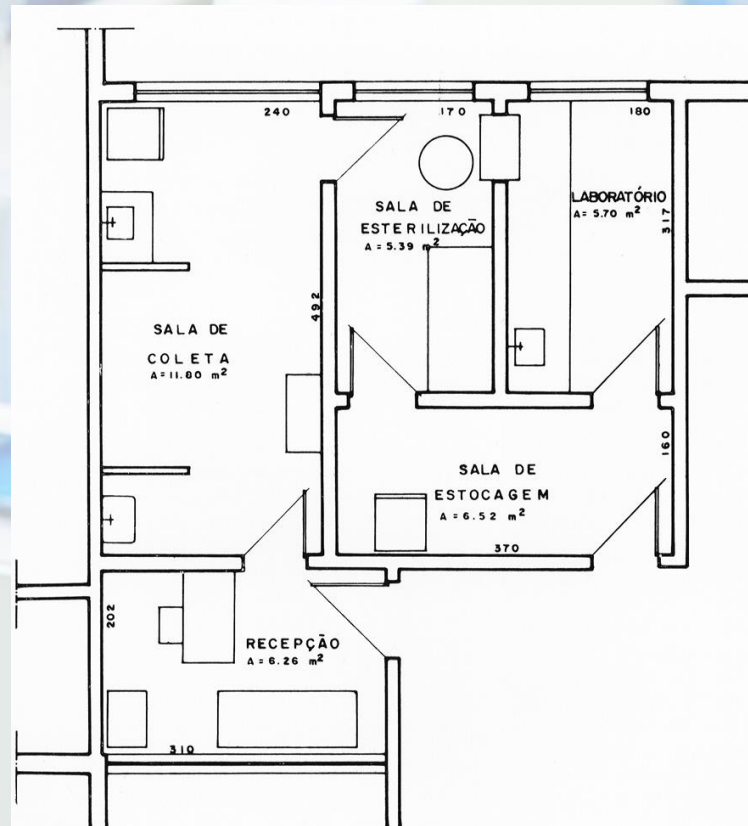 240
170
180
SALA DE
ESTERILIZAÇÃO
A = 5.39 m²
LABORATÓRIO
A= 5.70 m²
317
492
SALA DE
COLETA
A=11.80 m²
160
SALA DE
ESTOCAGEM
A = 6.52 m²
370
202
RECEPÇÃO
A = 6.26 m²
310